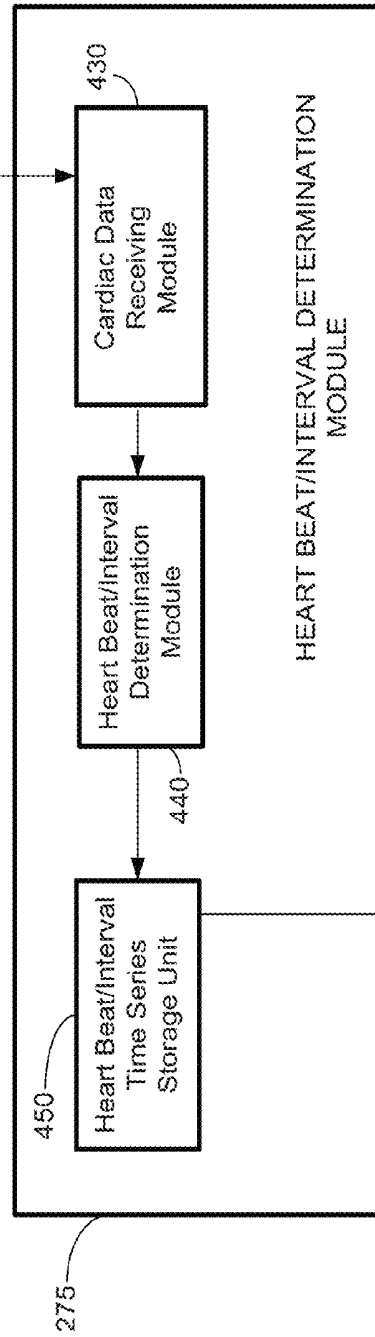 430
Cardiac Data
Receiving
Module
Heart Beat/Interval
Determination
Module
440
450
Heart Beat/Interval
Time Series
Storage Unit
HEART BEAT/INTERVAL DETERMINATION
MODULE
275